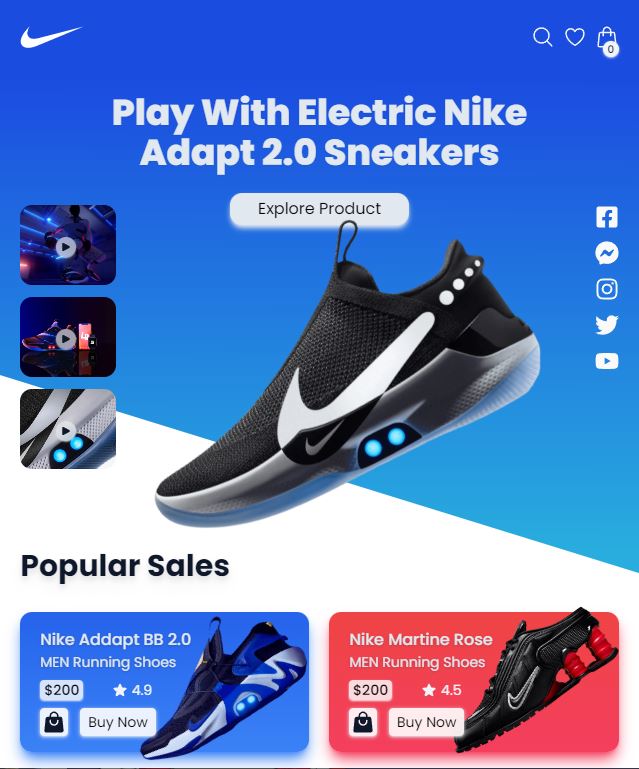 0
Play With Electric Nike
Adapt 2.0 Sneakers
Explore Product
Popular Sales
Nike Addapt BB 2.0
MEN Running Shoes
$200 4.9
Buy Now
Nike Martine Rose
MEN Running Shoes
$200 4.5
Buy Now